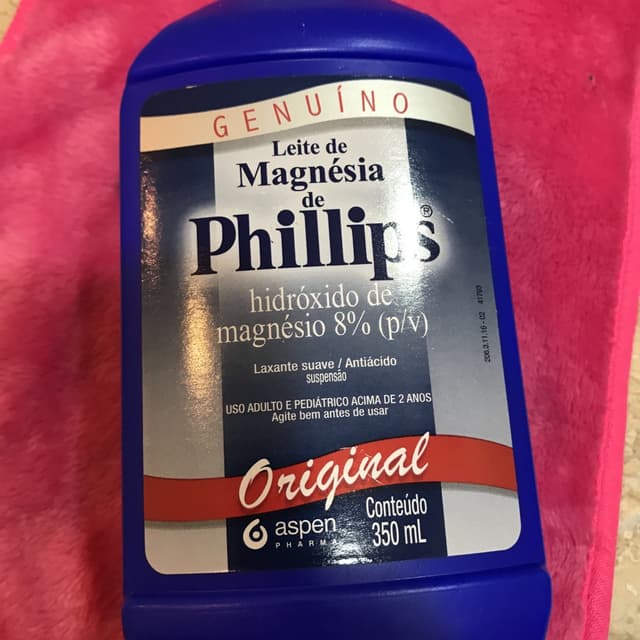 GENUÍNO
Leite de
Magnésia
de
Phillips®
hidróxido de
magnésio 8% (p/v)
Laxante suave / Antiácido
suspensão
USO ADULTO E PEDIÁTRICO ACIMA DE 2 ANOS
Agite bem antes de usar
Original
Conteúdo
350 mL
aspen
PHARMA